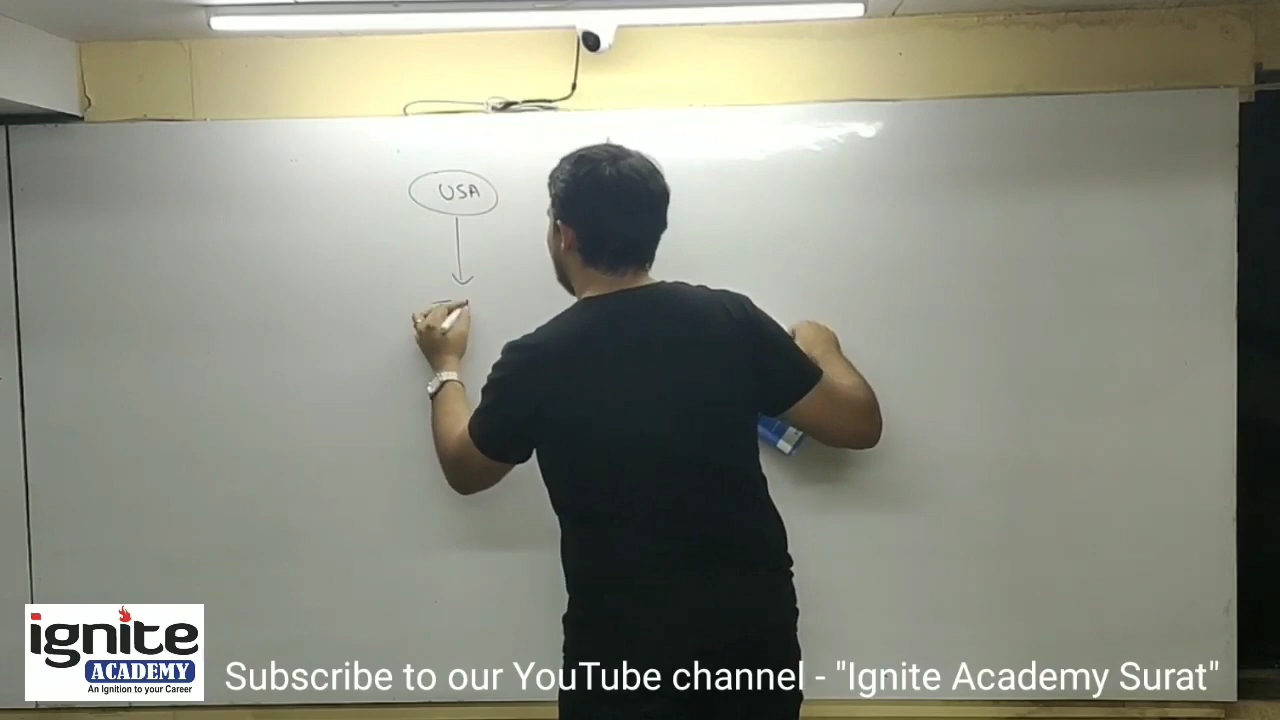 USA
ignite
ACADEMY
An Ignition to your Career
Subscribe to our YouTube channel - "Ignite Academy Surat"